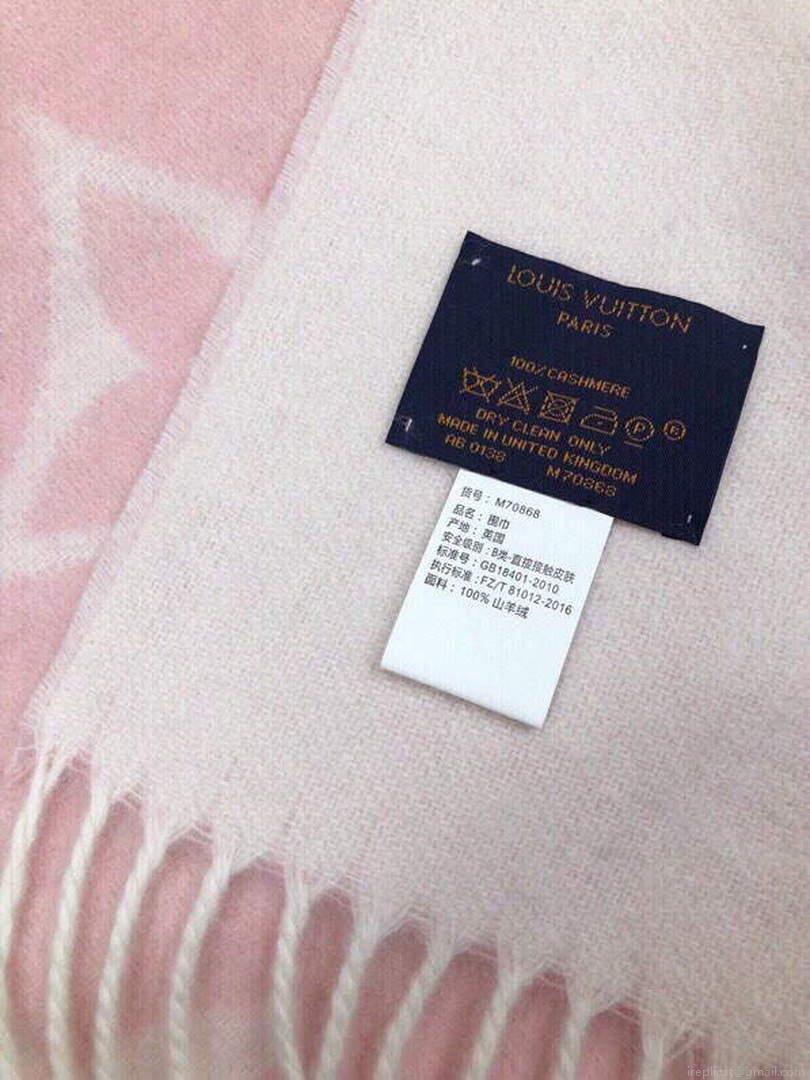 LOUIS VUITTON
PARIS
100% CASHMERE
P
DRY CLEAN ONLY
MADE IN UNITED KINGDOM
AB 0138 M70868
货号：M70868
品名：围巾
产地：英国
安全级别：B类-直接接触皮肤
标准号：GB18401-2010
执行标准：FZ/T 81012-2016
面料：100% 山羊绒